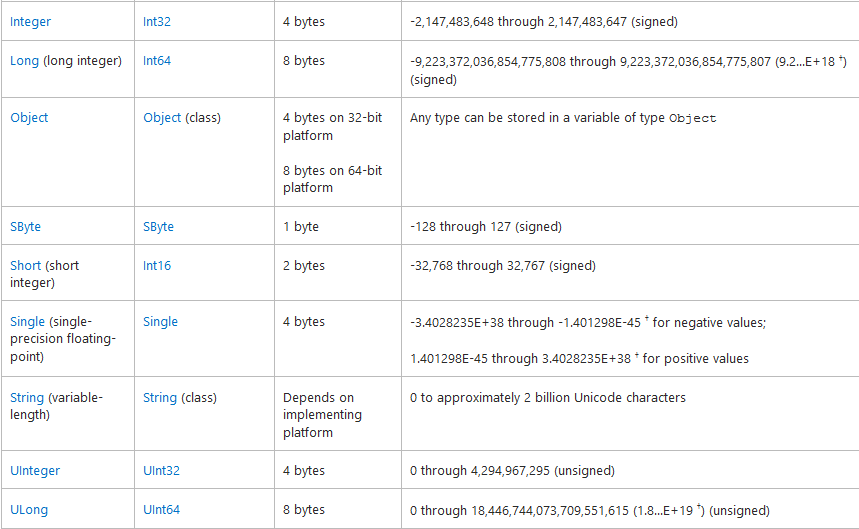 Integer Int32 4 bytes -2,147,483,648 through 2,147,483,647 (signed)
Long (long integer) Int64 8 bytes -9,223,372,036,854,775,808 through 9,223,372,036,854,775,807 (9.2...E+18 †)
(signed)
Object Object (class) 4 bytes on 32-bit Any type can be stored in a variable of type Object
platform
8 bytes on 64-bit
platform
SByte SByte 1 byte -128 through 127 (signed)
Short (short Int16 2 bytes -32,768 through 32,767 (signed)
integer)
Single (single- Single 4 bytes -3.4028235E+38 through -1.401298E-45 † for negative values;
precision floating-
point) 1.401298E-45 through 3.4028235E+38 † for positive values
String (variable- String (class) Depends on 0 to approximately 2 billion Unicode characters
length) implementing
platform
UInteger UInt32 4 bytes 0 through 4,294,967,295 (unsigned)
ULong UInt64 8 bytes 0 through 18,446,744,073,709,551,615 (1.8...E+19 †) (unsigned)